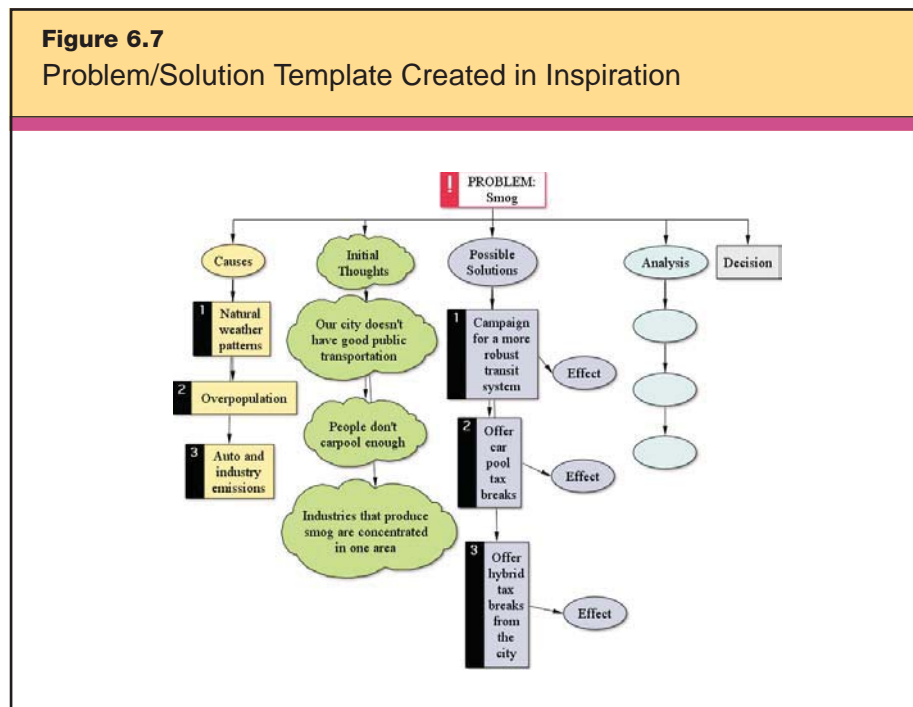 Figure 6.7
Problem/Solution Template Created in Inspiration
!
PROBLEM:
Smog
Causes
1
Natural
weather
patterns
2
Overpopulation
3
Auto and
industry
emissions
Initial
Thoughts
Our city doesn't
have good public
transportation
People don't
carpool enough
Industries that produce
smog are concentrated
in one area
Possible
Solutions
1
Campaign
for a more
robust
transit
system
Effect
2
Offer
car
pool
tax
breaks
Effect
3
Offer
hybrid
tax
breaks
from
the
city
Effect
Analysis
Decision